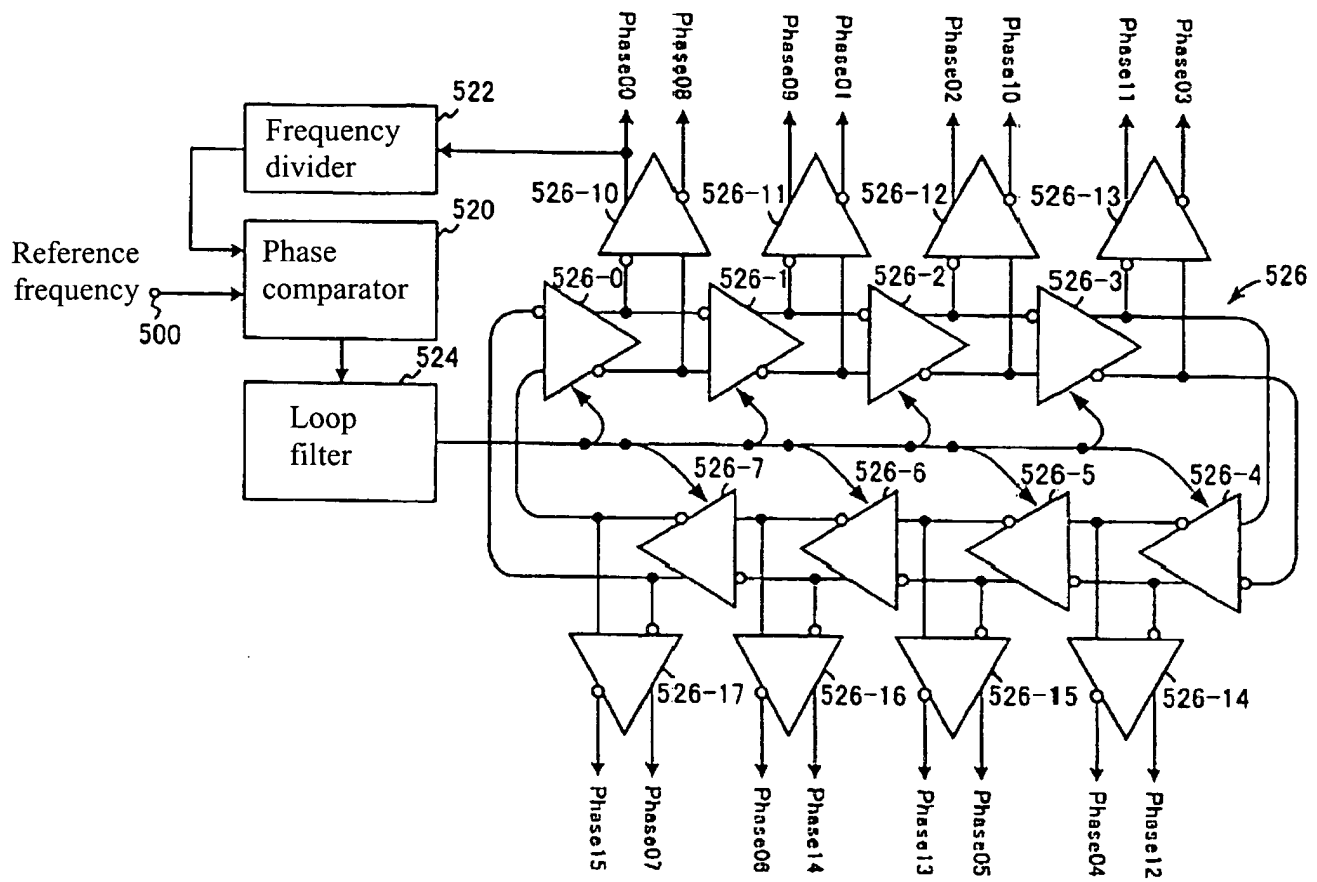 Phase00
Phase08
Phase09
Phase01
Phase02
Phase10
Phase11
Phase03
522
Frequency
divider
526-10
526-11
526-12
526-13
520
Reference
frequency
Phase
comparator
500
526-0
526-1
526-2
526-3
526
524
Loop
filter
526-7
526-6
526-5
526-4
526-17
526-16
526-15
526-14
Phase15
Phase07
Phase06
Phase14
Phase13
Phase05
Phase04
Phase12